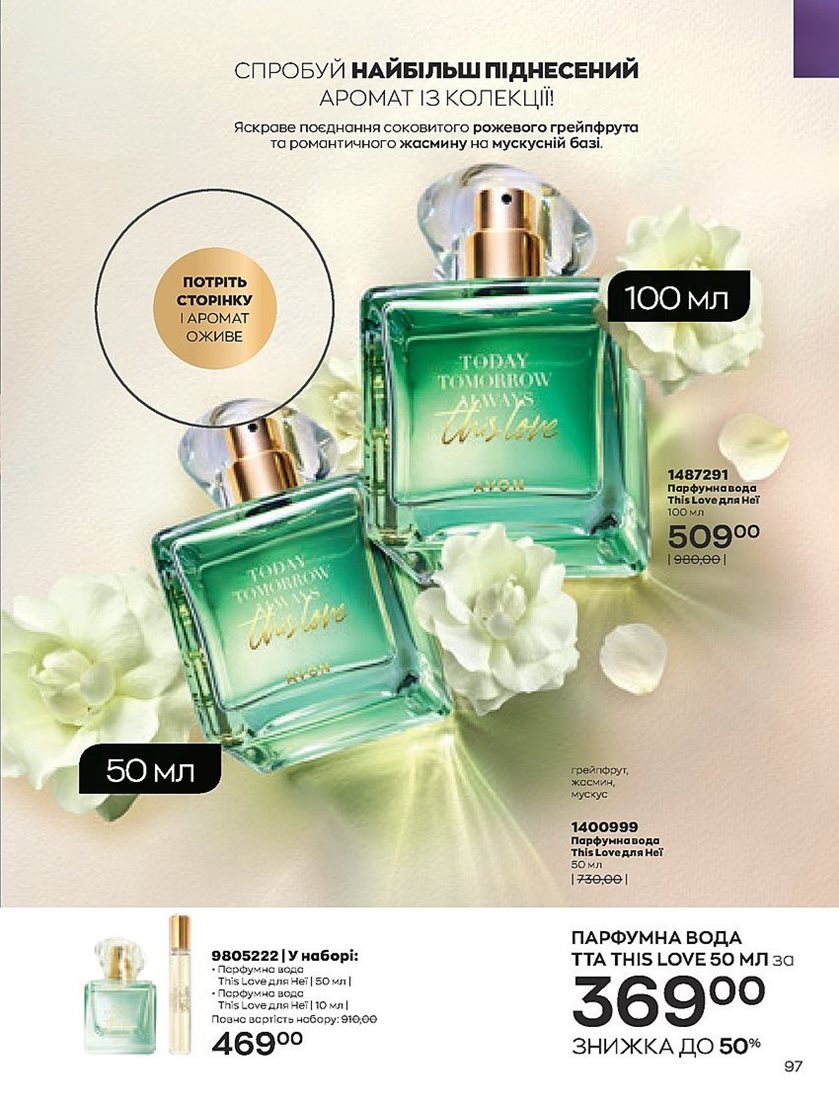 СПРОБУЙ НАЙБІЛЬШ ПІДНЕСЕНИЙ
АРОМАТ ІЗ КОЛЕКЦІЇ!
Яскраве поєднання соковитого рожевого грейпфрута
та романтичного жасмину на мускусній базі.
ПОТРІТЬ
СТОРІНКУ
І АРОМАТ
ОЖИВЕ
100 МЛ
TODAY
TOMORROW
ALWAYS
this love
AVON
1487291
Парфумна вода
This Love для Неї
100 мл
509⁰⁰
| 980,00 |
TODAY
TOMORROW
ALWAYS
this love
AVON
50 МЛ
грейпфрут,
жасмин,
мускус
1400999
Парфумна вода
This Love для Неї
50 мл
| 730,00 |
9805222 | У наборі:
• Парфумна вода
This Love для Неї | 50 мл |
• Парфумна вода
This Love для Неї | 10 мл |
Повна вартість набору: 910,00
469⁰⁰
ПАРФУМНА ВОДА
TTA THIS LOVE 50 МЛ за
369⁰⁰
ЗНИЖКА ДО 50%
97